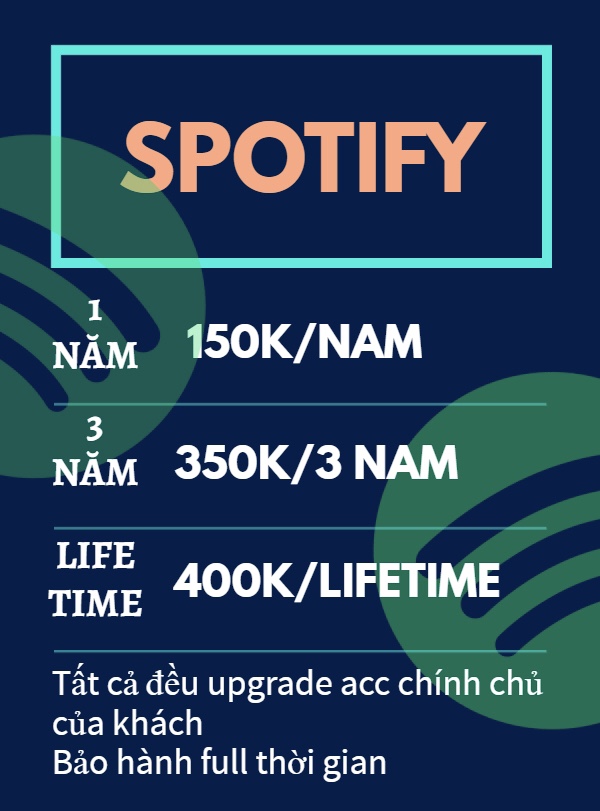 SPOTIFY
1
NĂM
150K/NAM
3
NĂM
350K/3 NAM
LIFE
TIME
400K/LIFETIME
Tất cả đều upgrade acc chính chủ
của khách
Bảo hành full thời gian